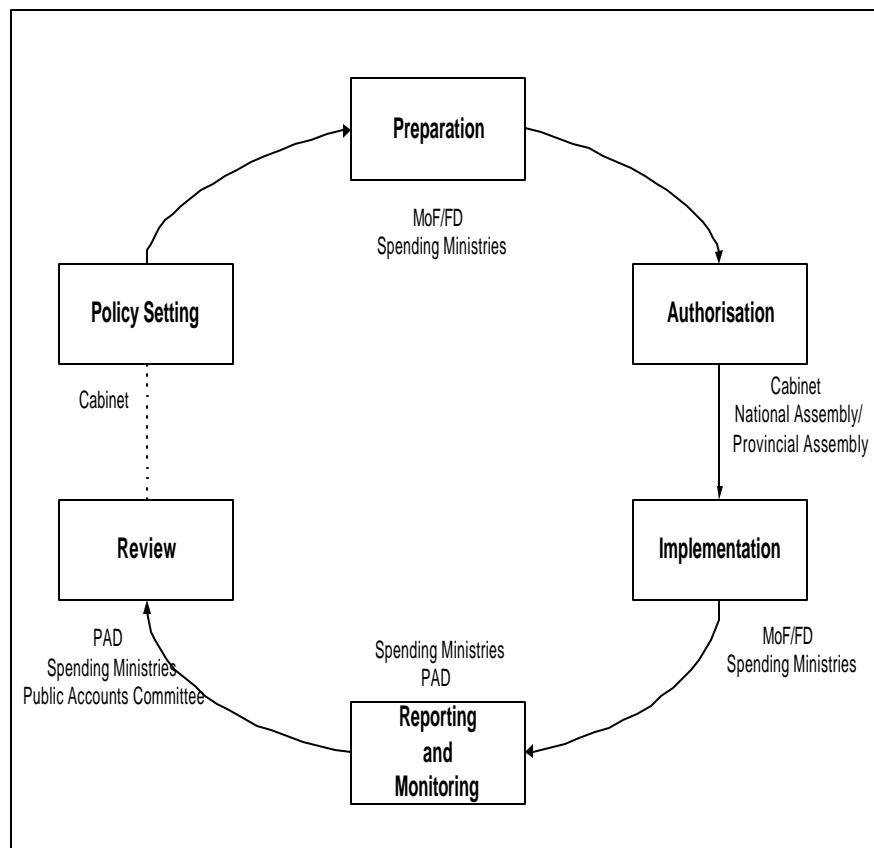 Preparation
MoF/FD
Spending Ministries
Policy Setting
Authorisation
Cabinet
Cabinet
National Assembly/
Provincial Assembly
Review
Implementation
PAD
Spending Ministries
Public Accounts Committee
Spending Ministries
PAD
MoF/FD
Spending Ministries
Reporting
and
Monitoring